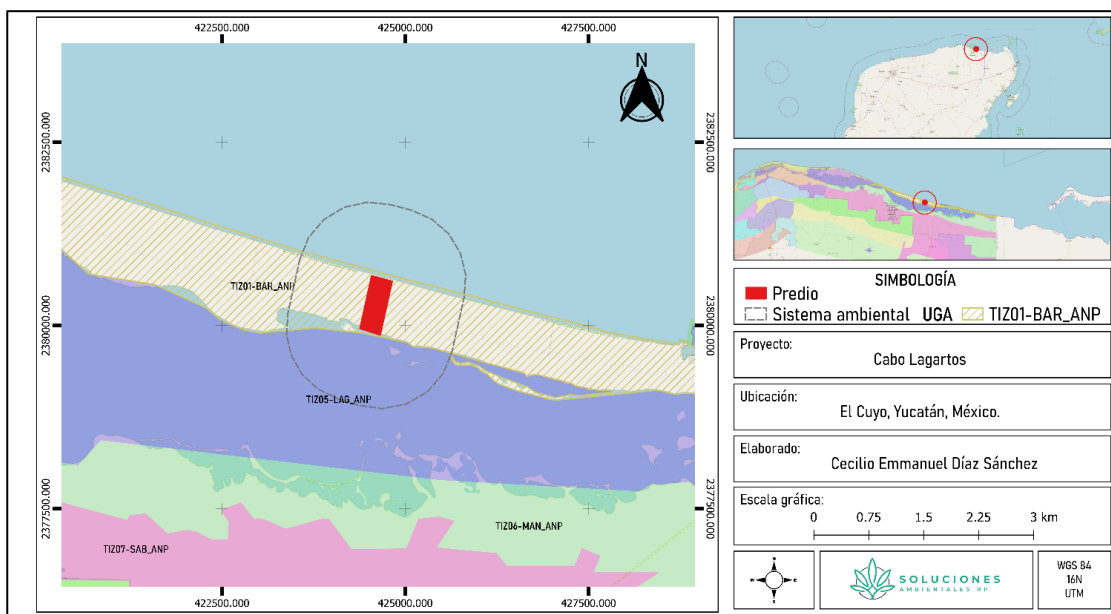 422500.000
425000.000
427500.000
2382500.000
2382500.000
N
TIZ01-BAR_ANP
2380000.000
2380000.000
TIZ05-LAG_ANP
2377500.000
2377500.000
TIZ06-MAN_ANP
TIZ07-SAB_ANP
422500.000
425000.000
427500.000
SIMBOLOGÍA
Predio
Sistema ambiental UGA TIZ01-BAR_ANP
Proyecto:
Cabo Lagartos
Ubicación:
El Cuyo, Yucatán, México.
Elaborado:
Cecilio Emmanuel Díaz Sánchez
Escala gráfica:
0 0.75 1.5 2.25 3 km
SOLUCIONES
AMBIENTALES RP
WGS 84
16N
UTM